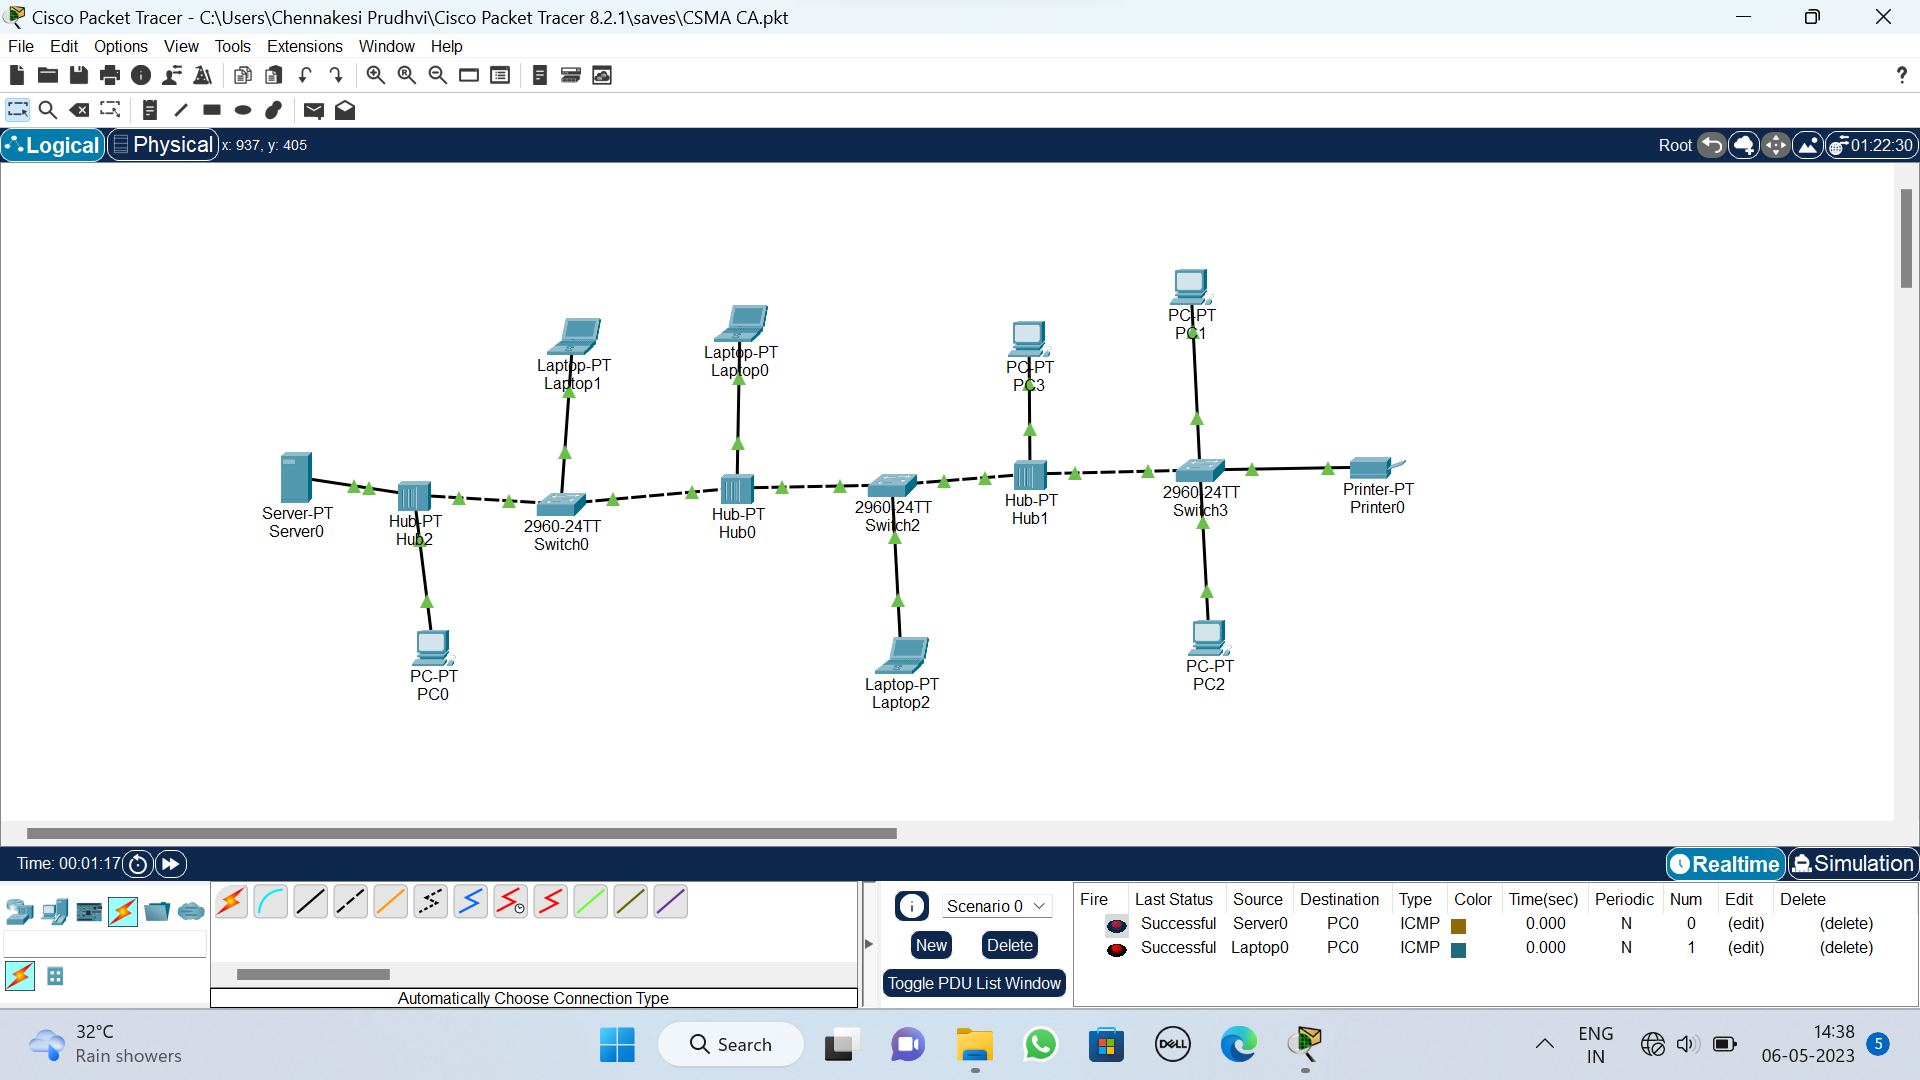 Cisco Packet Tracer - C:\Users\Chennakesi Prudhvi\Cisco Packet Tracer 8.2.1\saves\CSMA CA.pkt
File Edit Options View Tools Extensions Window Help
?
Logical Physical x: 937, y: 405 Root 01:22:30
PC-PT
PC1
Laptop-PT
Laptop1
Laptop-PT
Laptop0
PC-PT
PC3
Server-PT
Server0
Hub-PT
Hub2
2960-24TT
Switch0
Hub-PT
Hub0
2960-24TT
Switch2
Hub-PT
Hub1
2960-24TT
Switch3
Printer-PT
Printer0
PC-PT
PC0
Laptop-PT
Laptop2
PC-PT
PC2
Time: 00:01:17 Realtime Simulation
Scenario 0
New Delete
Toggle PDU List Window
Automatically Choose Connection Type
Fire Last Status Source Destination Type Color Time(sec) Periodic Num Edit Delete
Successful Server0 PC0 ICMP 0.000 N 0 (edit) (delete)
Successful Laptop0 PC0 ICMP 0.000 N 1 (edit) (delete)
32°C
Rain showers
Search
DELL
ENG
IN
14:38
06-05-2023
5